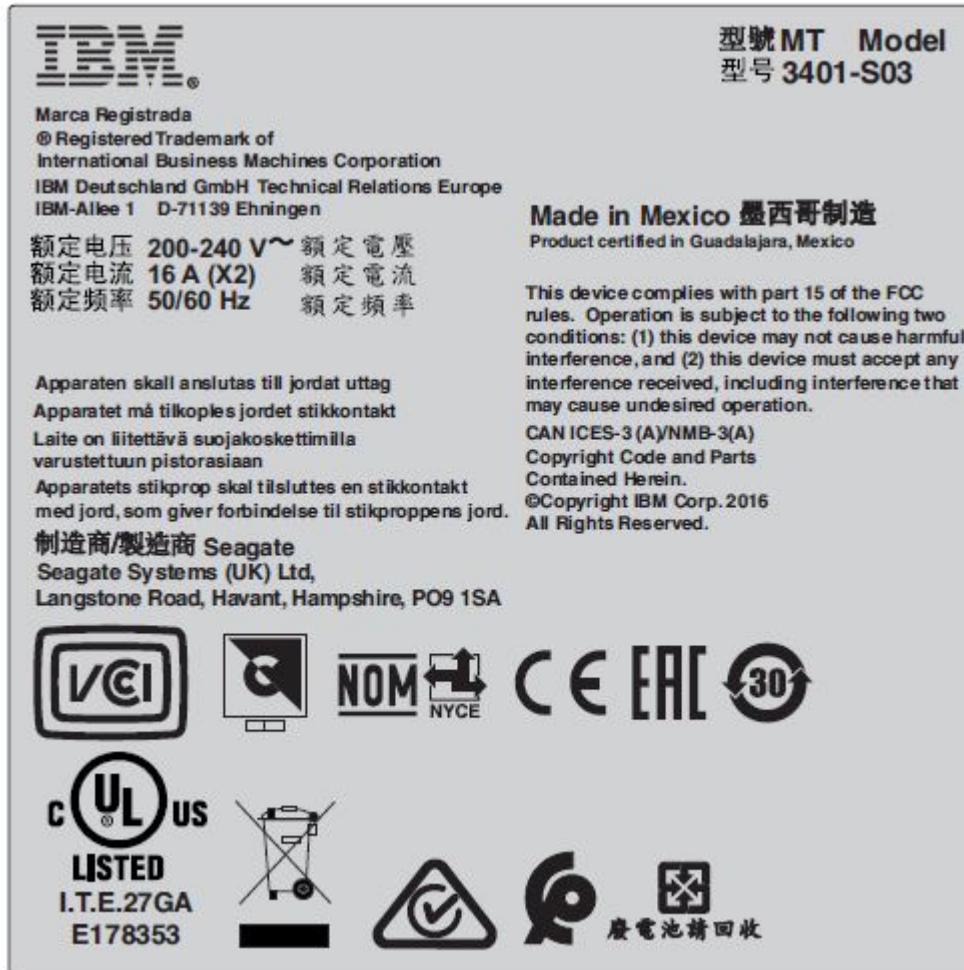 IBM®
型號 MT Model
型号 3401-S03
Marca Registrada
® Registered Trademark of
International Business Machines Corporation
IBM Deutschland GmbH Technical Relations Europe
IBM-Allee 1 D-71139 Ehningen
额定电压 200-240 V~ 額定電壓
额定电流 16 A (X2) 額定電流
额定频率 50/60 Hz 額定頻率
Made in Mexico 墨西哥制造
Product certified in Guadalajara, Mexico
This device complies with part 15 of the FCC
rules. Operation is subject to the following two
conditions: (1) this device may not cause harmful
interference, and (2) this device must accept any
interference received, including interference that
may cause undesired operation.
CAN ICES-3 (A)/NMB-3(A)
Copyright Code and Parts
Contained Herein.
©Copyright IBM Corp. 2016
All Rights Reserved.
Apparaten skall anslutas till jordat uttag
Apparatet må tilkoples jordet stikkontakt
Laite on liitettävä suojakoskettimilla
varustettuun pistorasiaan
Apparatets stikprop skal tilsluttes en stikkontakt
med jord, som giver forbindelse til stikproppens jord.
制造商/製造商 Seagate
Seagate Systems (UK) Ltd,
Langstone Road, Havant, Hampshire, PO9 1SA
VCCI
NOM NYCE CE EAC 30
C UL® US
LISTED
I.T.E.27GA
E178353
廢電池請回收